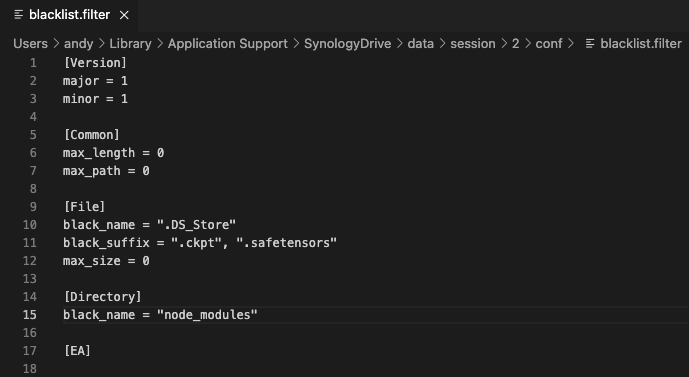 blacklist.filter ×
Users > andy > Library > Application Support > SynologyDrive > data > session > 2 > conf > blacklist.filter
1 [Version]
2 major = 1
3 minor = 1
4
5 [Common]
6 max_length = 0
7 max_path = 0
8
9 [File]
10 black_name = ".DS_Store"
11 black_suffix = ".ckpt", ".safetensors"
12 max_size = 0
13
14 [Directory]
15 black_name = "node_modules"
16
17 [EA]
18